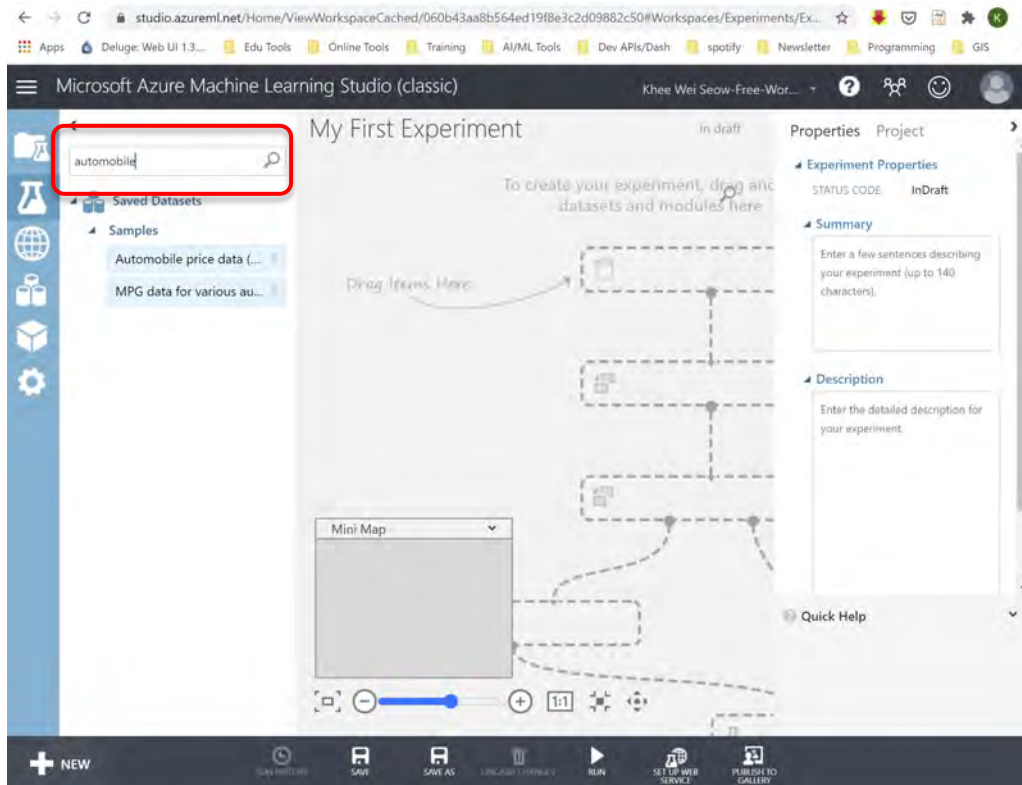 studio.azureml.net/Home/ViewWorkspaceCached/060b43aa8b564ed19f8e3c2d09882c50#Workspaces/Experiments/Ex...
K
Apps Deluge: Web UI 1.3... Edu Tools Online Tools Training AI/ML Tools Dev APIs/Dash spotify Newsletter Programming GIS
Microsoft Azure Machine Learning Studio (classic) Khee Wei Seow-Free-Wor... ?
My First Experiment In draft Properties Project
automobile
Experiment Properties
STATUS CODE InDraft
To create your experiment, drag and
datasets and modules here
Saved Datasets
Samples
Automobile price data (...
MPG data for various au...
Drag Items Here
Summary
Enter a few sentences describing
your experiment (up to 140
characters).
Description
Enter the detailed description for
your experiment.
Mini Map
Quick Help
1:1
NEW RUN HISTORY SAVE SAVE AS DISCARD CHANGES RUN SET UP WEB SERVICE PUBLISH TO GALLERY